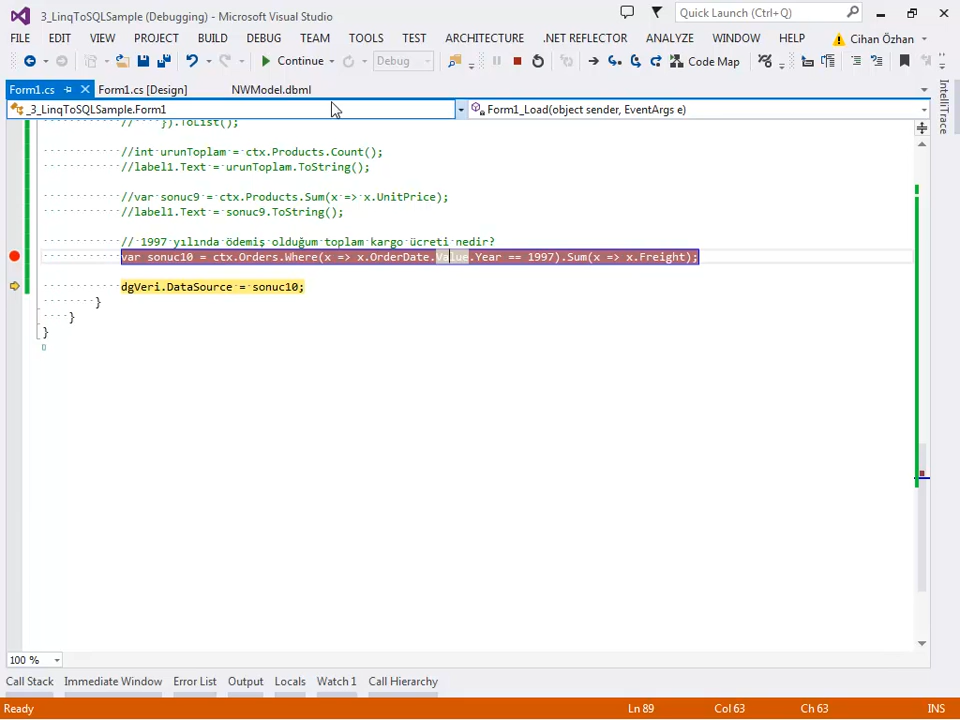 3_LinqToSQLSample (Debugging) - Microsoft Visual Studio
Quick Launch (Ctrl+Q)
FILE EDIT VIEW PROJECT BUILD DEBUG TEAM TOOLS TEST ARCHITECTURE .NET REFLECTOR ANALYZE WINDOW HELP Cihan Özhan
Continue Debug Code Map
Form1.cs Form1.cs [Design] NWModel.dbml
_3_LinqToSQLSample.Form1 Form1_Load(object sender, EventArgs e)
IntelliTrace
// }).ToList();
//int urunToplam = ctx.Products.Count();
//label1.Text = urunToplam.ToString();
//var sonuc9 = ctx.Products.Sum(x => x.UnitPrice);
//label1.Text = sonuc9.ToString();
// 1997 yılında ödemiş olduğum toplam kargo ücreti nedir?
var sonuc10 = ctx.Orders.Where(x => x.OrderDate.Value.Year == 1997).Sum(x => x.Freight);
dgVeri.DataSource = sonuc10;
}
}
}
100 %
Call Stack Immediate Window Error List Output Locals Watch 1 Call Hierarchy
Ready Ln 89 Col 63 Ch 63 INS